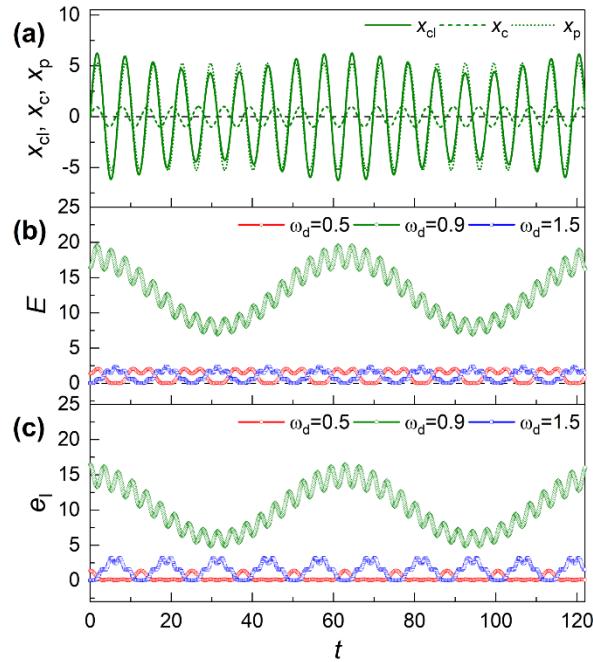 (a)
x_cl x_c x_p
x_cl, x_c, x_p
10
5
0
-5
25
(b)
ω_d=0.5 ω_d=0.9 ω_d=1.5
E
20
15
10
5
0
25
(c)
ω_d=0.5 ω_d=0.9 ω_d=1.5
e_l
20
15
10
5
0
0 20 40 60 80 100 120
t